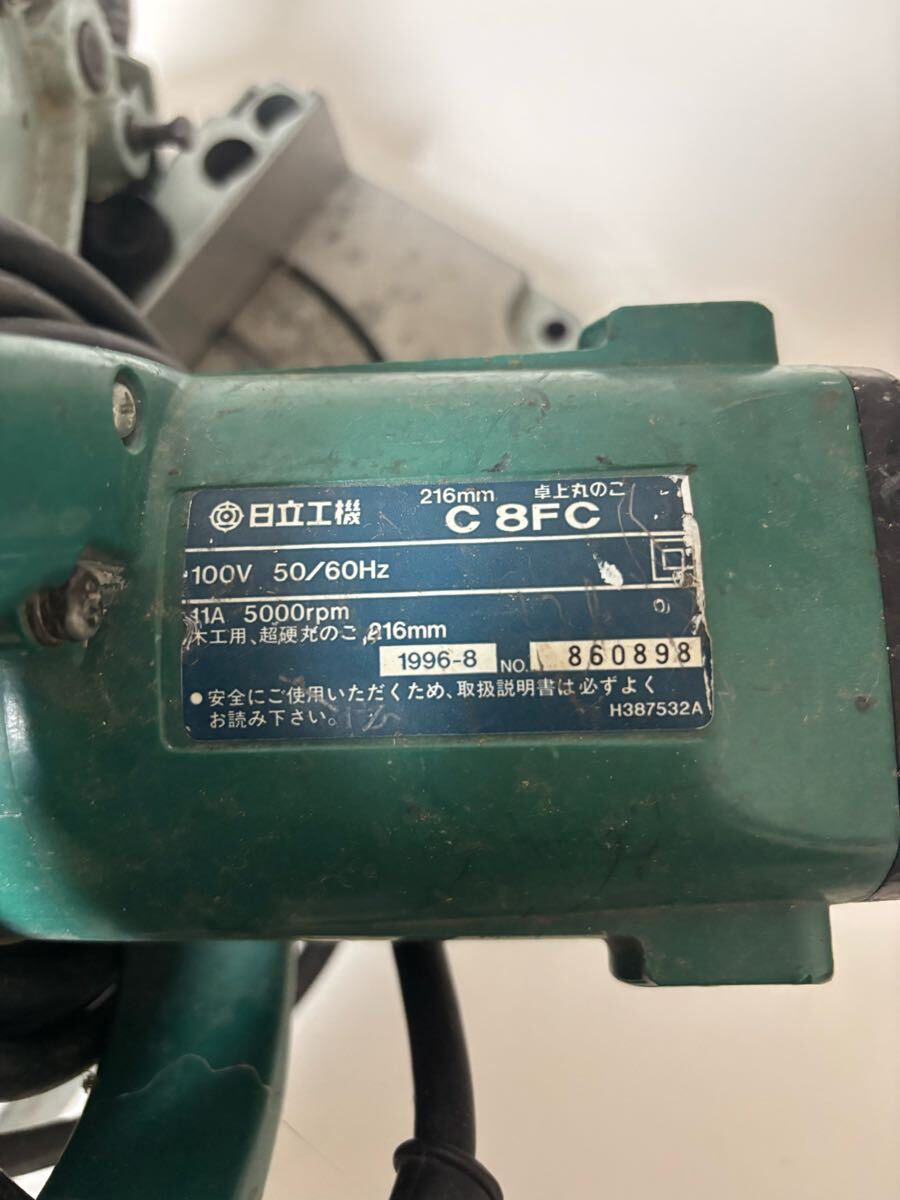 日立工機
216mm 卓上丸のこ
C 8FC
100V 50/60Hz
11A 5000rpm
木工用、超硬丸のこ 216mm
1996-8 NO. 860898
●安全にご使用いただくため、取扱説明書は必ずよく
お読み下さい。
H387532A